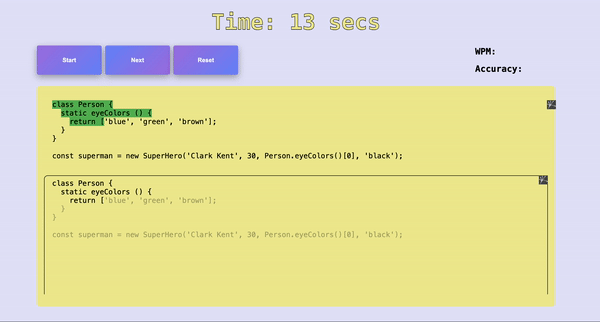 Time: 13 secs
Start
Next
Reset
WPM:
Accuracy:
class Person {
  static eyeColors () {
    return ['blue', 'green', 'brown'];
  }
}

const superman = new SuperHero('Clark Kent', 30, Person.eyeColors()[0], 'black');
class Person {
  static eyeColors () {
    return ['blue', 'green', 'brown'];
  }
}

const superman = new SuperHero('Clark Kent', 30, Person.eyeColors()[0], 'black');